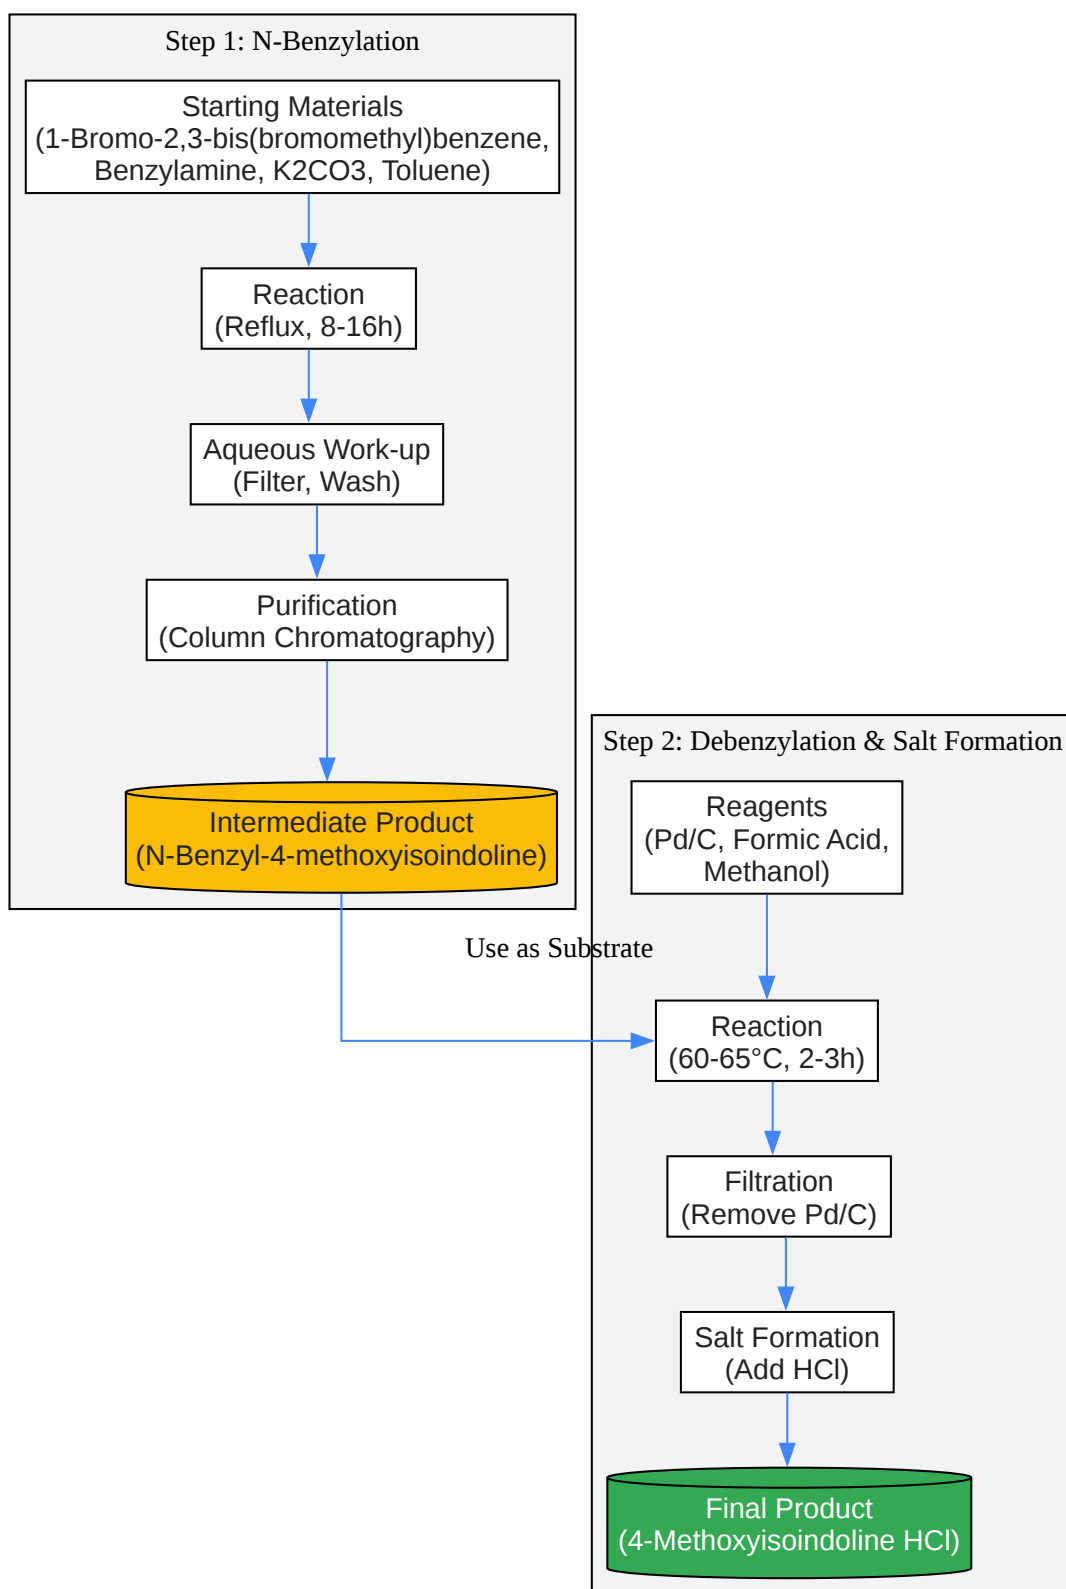 Step 1: N-Benzylation
Starting Materials
(1-Bromo-2,3-bis(bromomethyl)benzene,
Benzylamine, K2CO3, Toluene)
Reaction
(Reflux, 8-16h)
Aqueous Work-up
(Filter, Wash)
Purification
(Column Chromatography)
Intermediate Product
(N-Benzyl-4-methoxyisoindoline)
Use as Substrate
Step 2: Debenzylation & Salt Formation
Reagents
(Pd/C, Formic Acid,
Methanol)
Reaction
(60-65°C, 2-3h)
Filtration
(Remove Pd/C)
Salt Formation
(Add HCl)
Final Product
(4-Methoxyisoindoline HCl)